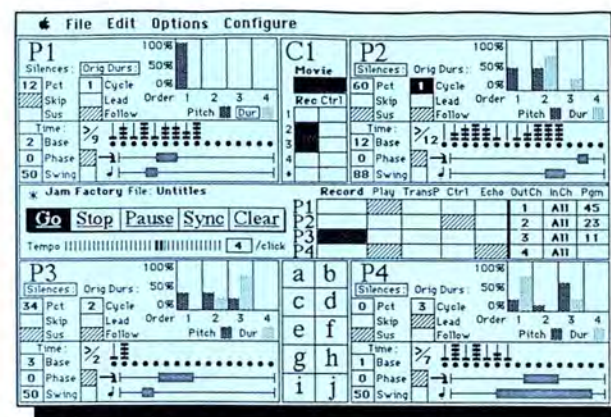 File Edit Options Configure
P1
100%
50%
0%
Silences: Orig Durs:
12 Pct 1 Cycle
Skip Lead
Sus Follow
Order 1 2 3 4
Pitch Dur
Time:
2 Base >/9
0 Phase
50 Swing
C1
Movie
Rec Ctrl
1
2
3
4
P2
100%
50%
0%
Silences: Orig Durs:
60 Pct 1 Cycle
Skip Lead
Sus Follow
Order 1 2 3 4
Pitch Dur
Time:
12 Base >/12
0 Phase
88 Swing
* Jam Factory File: Untitles
Go Stop Pause Sync Clear
Tempo 4 /click
Record Play TransP Ctrl Echo OutCh InCh Pgm
P1 1 All 45
P2 2 All 23
P3 3 All 11
P4 4 All
P3
100%
50%
0%
Silences: Orig Durs:
34 Pct 2 Cycle
Skip Lead
Sus Follow
Order 1 2 3 4
Pitch Dur
Time:
3 Base >/2
0 Phase
50 Swing
a b
c d
e f
g h
i j
P4
100%
50%
0%
Silences: Orig Durs:
0 Pct 3 Cycle
Skip Lead
Sus Follow
Order 1 2 3 4
Pitch Dur
Time:
1 Base >/7
0 Phase
50 Swing